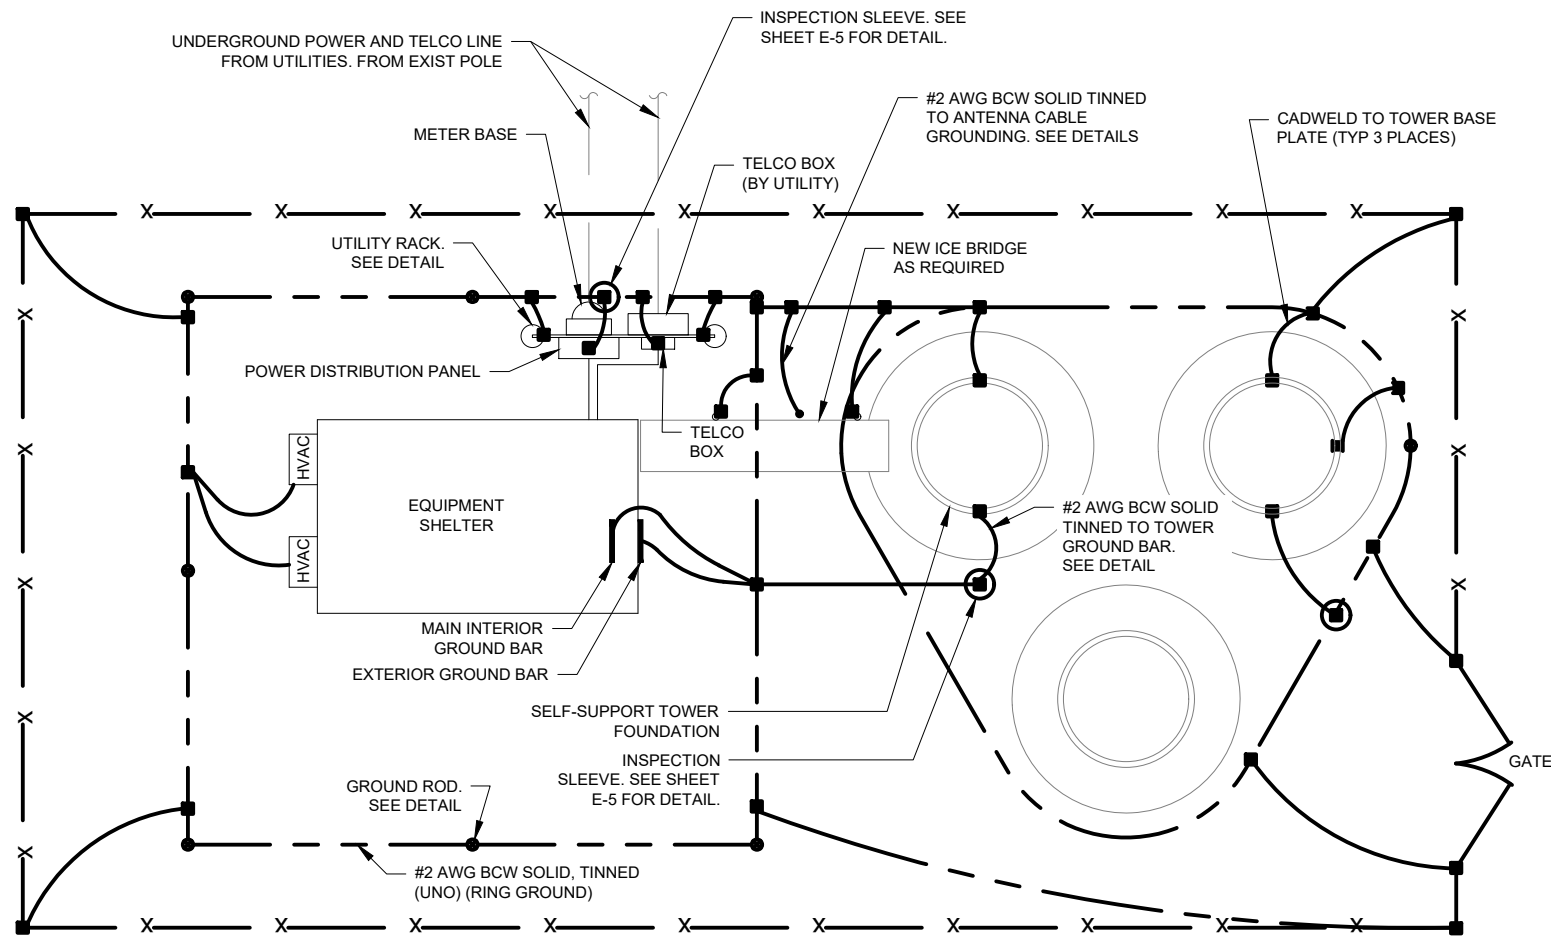 INSPECTION SLEEVE. SEE
SHEET E-5 FOR DETAIL.
UNDERGROUND POWER AND TELCO LINE
FROM UTILITIES. FROM EXIST POLE
#2 AWG BCW SOLID TINNED
TO ANTENNA CABLE
GROUNDING. SEE DETAILS
CADWELD TO TOWER BASE
PLATE (TYP 3 PLACES)
METER BASE
TELCO BOX
(BY UTILITY)
X X X X X X X X X X
UTILITY RACK.
SEE DETAIL
NEW ICE BRIDGE
AS REQUIRED
X
X
POWER DISTRIBUTION PANEL
TELCO
BOX
HVAC
X
X
EQUIPMENT
SHELTER
#2 AWG BCW SOLID
TINNED TO TOWER
GROUND BAR.
SEE DETAIL
HVAC
X
X
MAIN INTERIOR
GROUND BAR
EXTERIOR GROUND BAR
SELF-SUPPORT TOWER
FOUNDATION
X
INSPECTION
SLEEVE. SEE SHEET
E-5 FOR DETAIL.
GATE
GROUND ROD.
SEE DETAIL
X
#2 AWG BCW SOLID, TINNED
(UNO) (RING GROUND)
X X X X X X X X X X